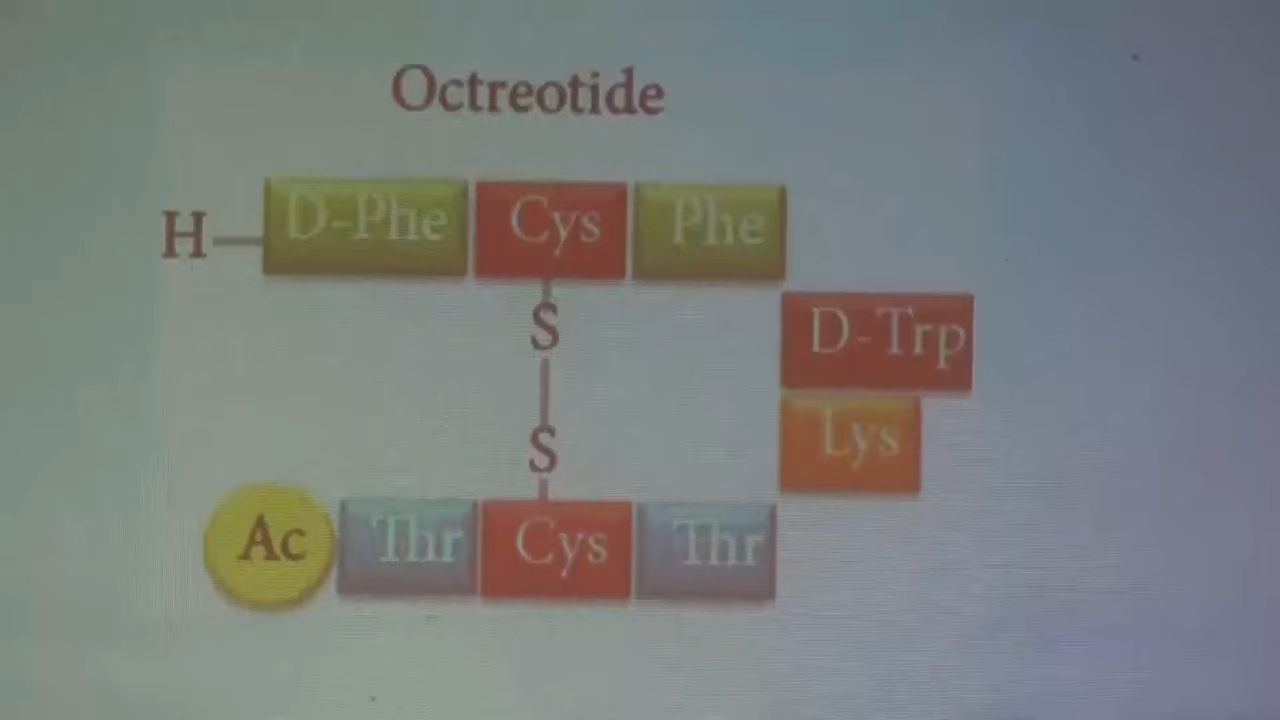 Octreotide
H D-Phe Cys Phe
S
D-Trp
Lys
S
Ac Thr Cys Thr